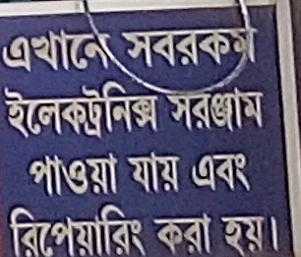 এখানে সবরকম
ইলেকট্রনিক্স সরঞ্জাম
পাওয়া যায় এবং
রিপেয়ারিং করা হয়।